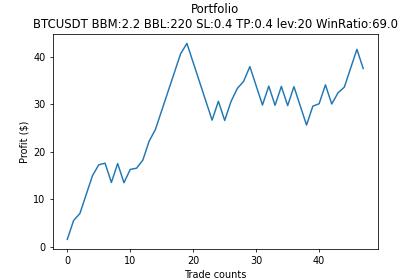 Portfolio
BTCUSDT BBM:2.2 BBL:220 SL:0.4 TP:0.4 lev:20 WinRatio:69.0
40
30
20
10
0
Profit ($)
0 10 20 30 40
Trade counts